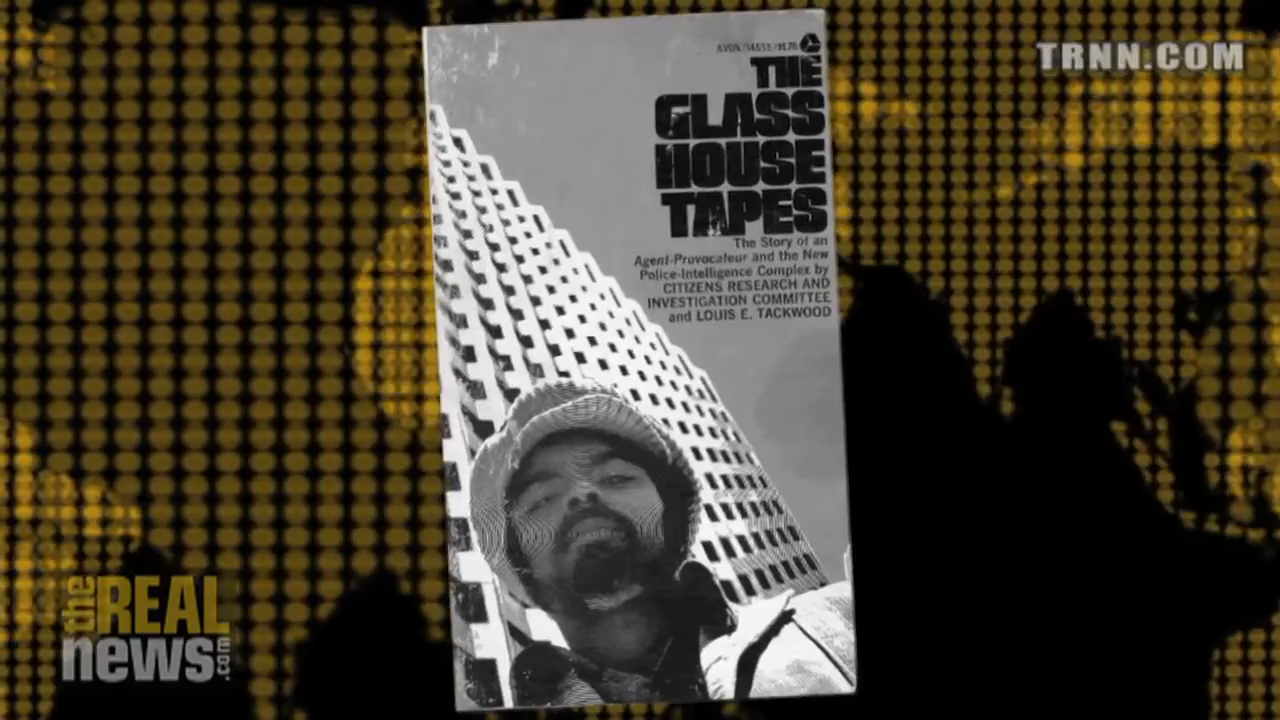 TRNN.COM
THE
GLASS
HOUSE
TAPES
The Story of an
Agent-Provocateur and the New
Police-Intelligence Complex by
CITIZENS RESEARCH AND
INVESTIGATION COMMITTEE
and LOUIS E. TACKWOOD
the REAL
news.com